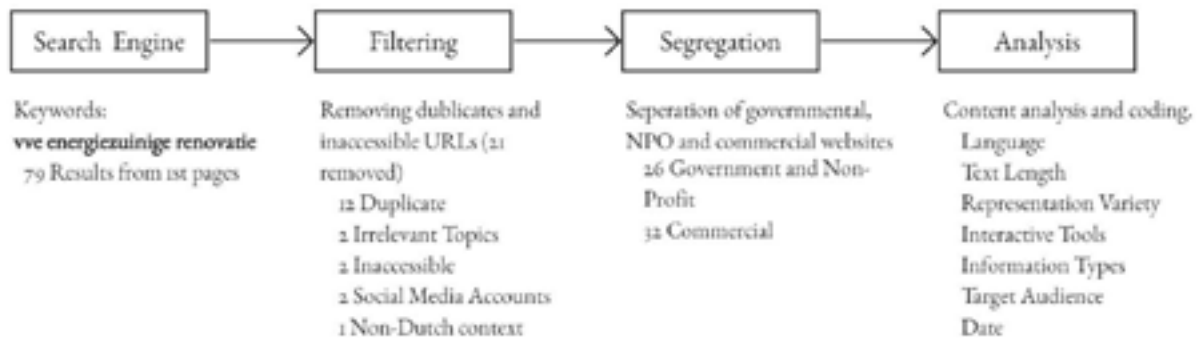 Search Engine
Filtering
Segregation
Analysis
Keywords:
vve energiezuinige renovatie
79 Results from 1st pages
Removing dublicates and
inaccessible URLs (21
removed)
12 Duplicate
2 Irrelevant Topics
2 Inaccessible
2 Social Media Accounts
1 Non-Dutch context
Seperation of governmental,
NPO and commercial websites
26 Government and Non-
Profit
32 Commercial
Content analysis and coding.
Language
Text Length
Representation Variety
Interactive Tools
Information Types
Target Audience
Date